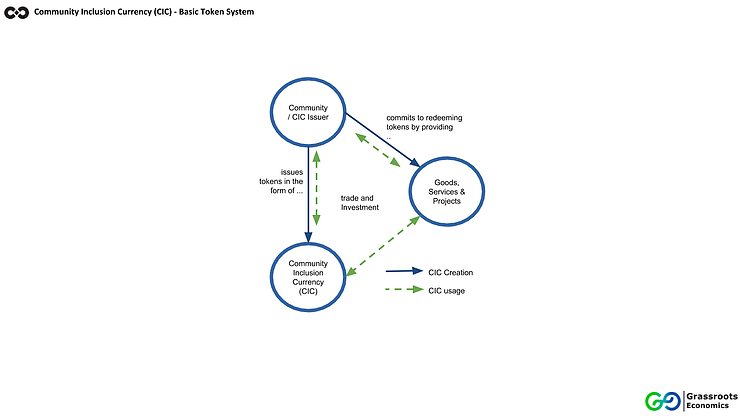 Community Inclusion Currency (CIC) - Basic Token System
Community
/ CIC Issuer
commits to redeeming
tokens by providing
..
issues
tokens in the
form of ...
trade and
Investment
Goods,
Services &
Projects
Community
Inclusion
Currency
(CIC)
CIC Creation
CIC usage
Grassroots
Economics